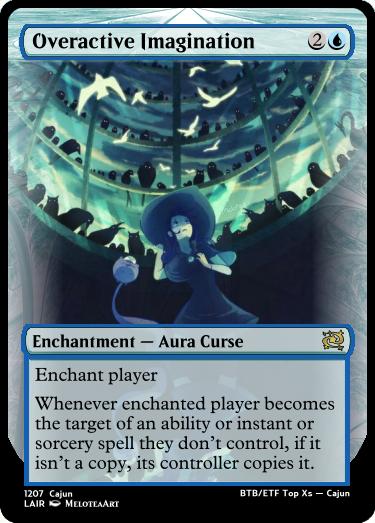 Overactive Imagination 2
Enchantment — Aura Curse
Enchant player
Whenever enchanted player becomes
the target of an ability or instant or
sorcery spell they don't control, if it
isn't a copy, its controller copies it.
1207 Cajun
BTB/ETF Top Xs — Cajun
LAIR MeloteaArt